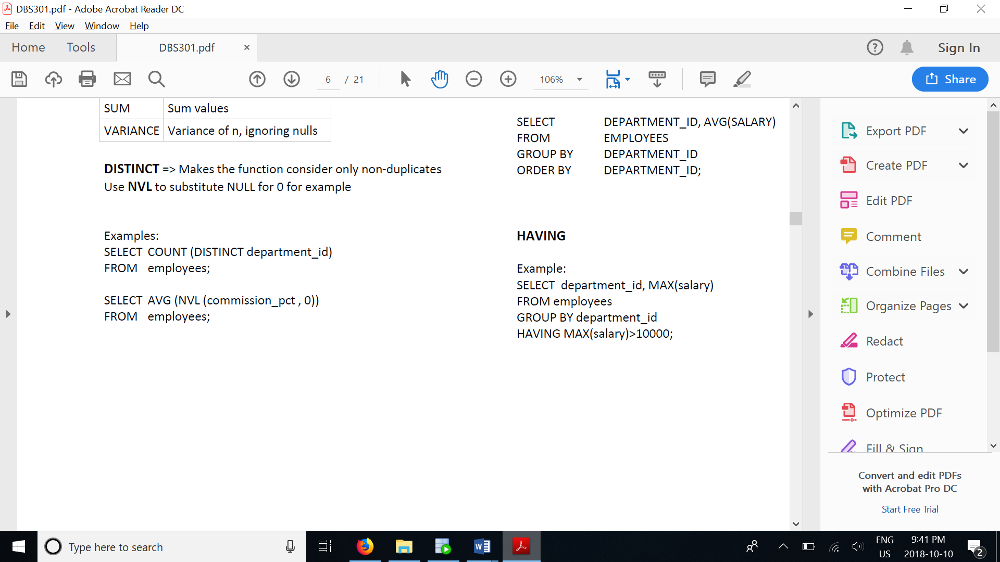 DBS301.pdf - Adobe Acrobat Reader DC
File Edit View Window Help
Home Tools DBS301.pdf Sign In
6 / 21 106% Share
SUM Sum values
VARIANCE Variance of n, ignoring nulls
DISTINCT => Makes the function consider only non-duplicates
Use NVL to substitute NULL for 0 for example
Examples:
SELECT COUNT (DISTINCT department_id)
FROM employees;
SELECT AVG (NVL (commission_pct , 0))
FROM employees;
SELECT DEPARTMENT_ID, AVG(SALARY)
FROM EMPLOYEES
GROUP BY DEPARTMENT_ID
ORDER BY DEPARTMENT_ID;
HAVING
Example:
SELECT department_id, MAX(salary)
FROM employees
GROUP BY department_id
HAVING MAX(salary)>10000;
Export PDF
Create PDF
Edit PDF
Comment
Combine Files
Organize Pages
Redact
Protect
Optimize PDF
Fill & Sign
Convert and edit PDFs
with Acrobat Pro DC
Start Free Trial
Type here to search
ENG
US
9:41 PM
2018-10-10
2